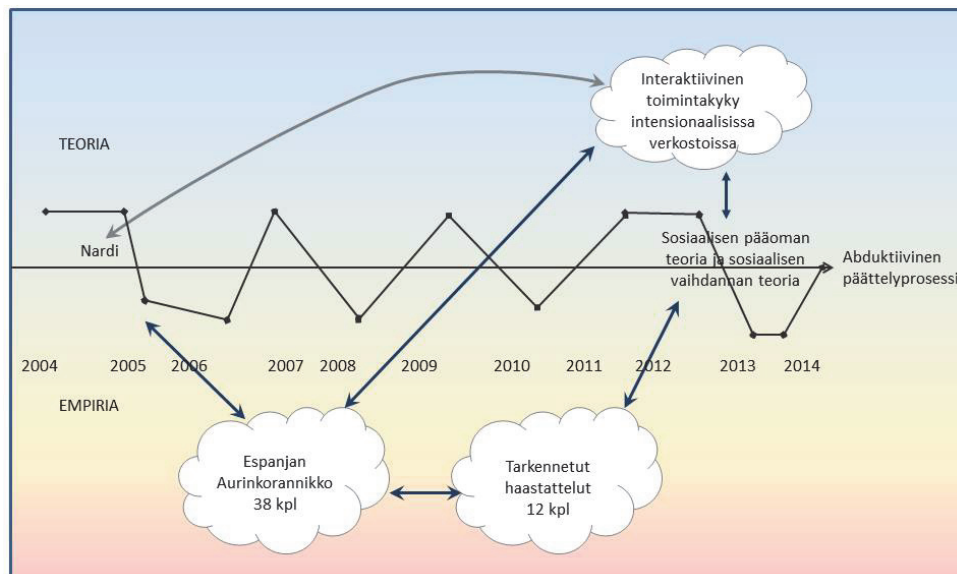 Interaktiivinen
toimintakyky
intensionaalisissa
verkostoissa
TEORIA
Nardi
Sosiaalisen pääoman
teoria ja sosiaalisen
vaihdannan teoria
Abduktiivinen
päättelyprosessi
2004 2005 2006 2007 2008 2009 2010 2011 2012 2013 2014
EMPIRIA
Espanjan
Aurinkorannikko
38 kpl
Tarkennetut
haastattelut
12 kpl